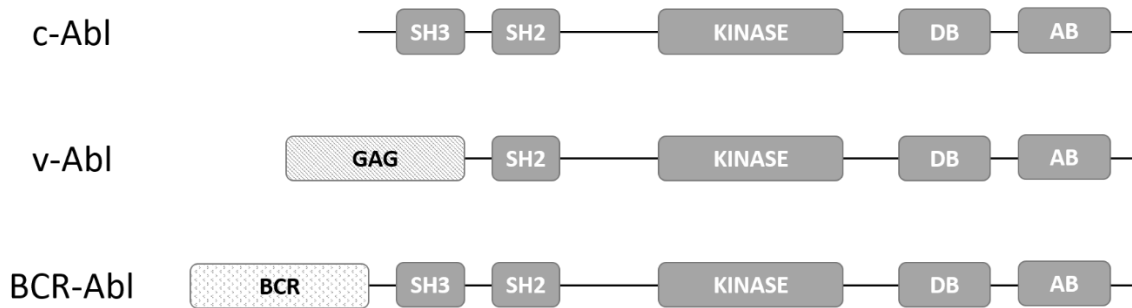 c-Abl SH3 SH2 KINASE DB AB
v-Abl GAG SH2 KINASE DB AB
BCR-Abl BCR SH3 SH2 KINASE DB AB